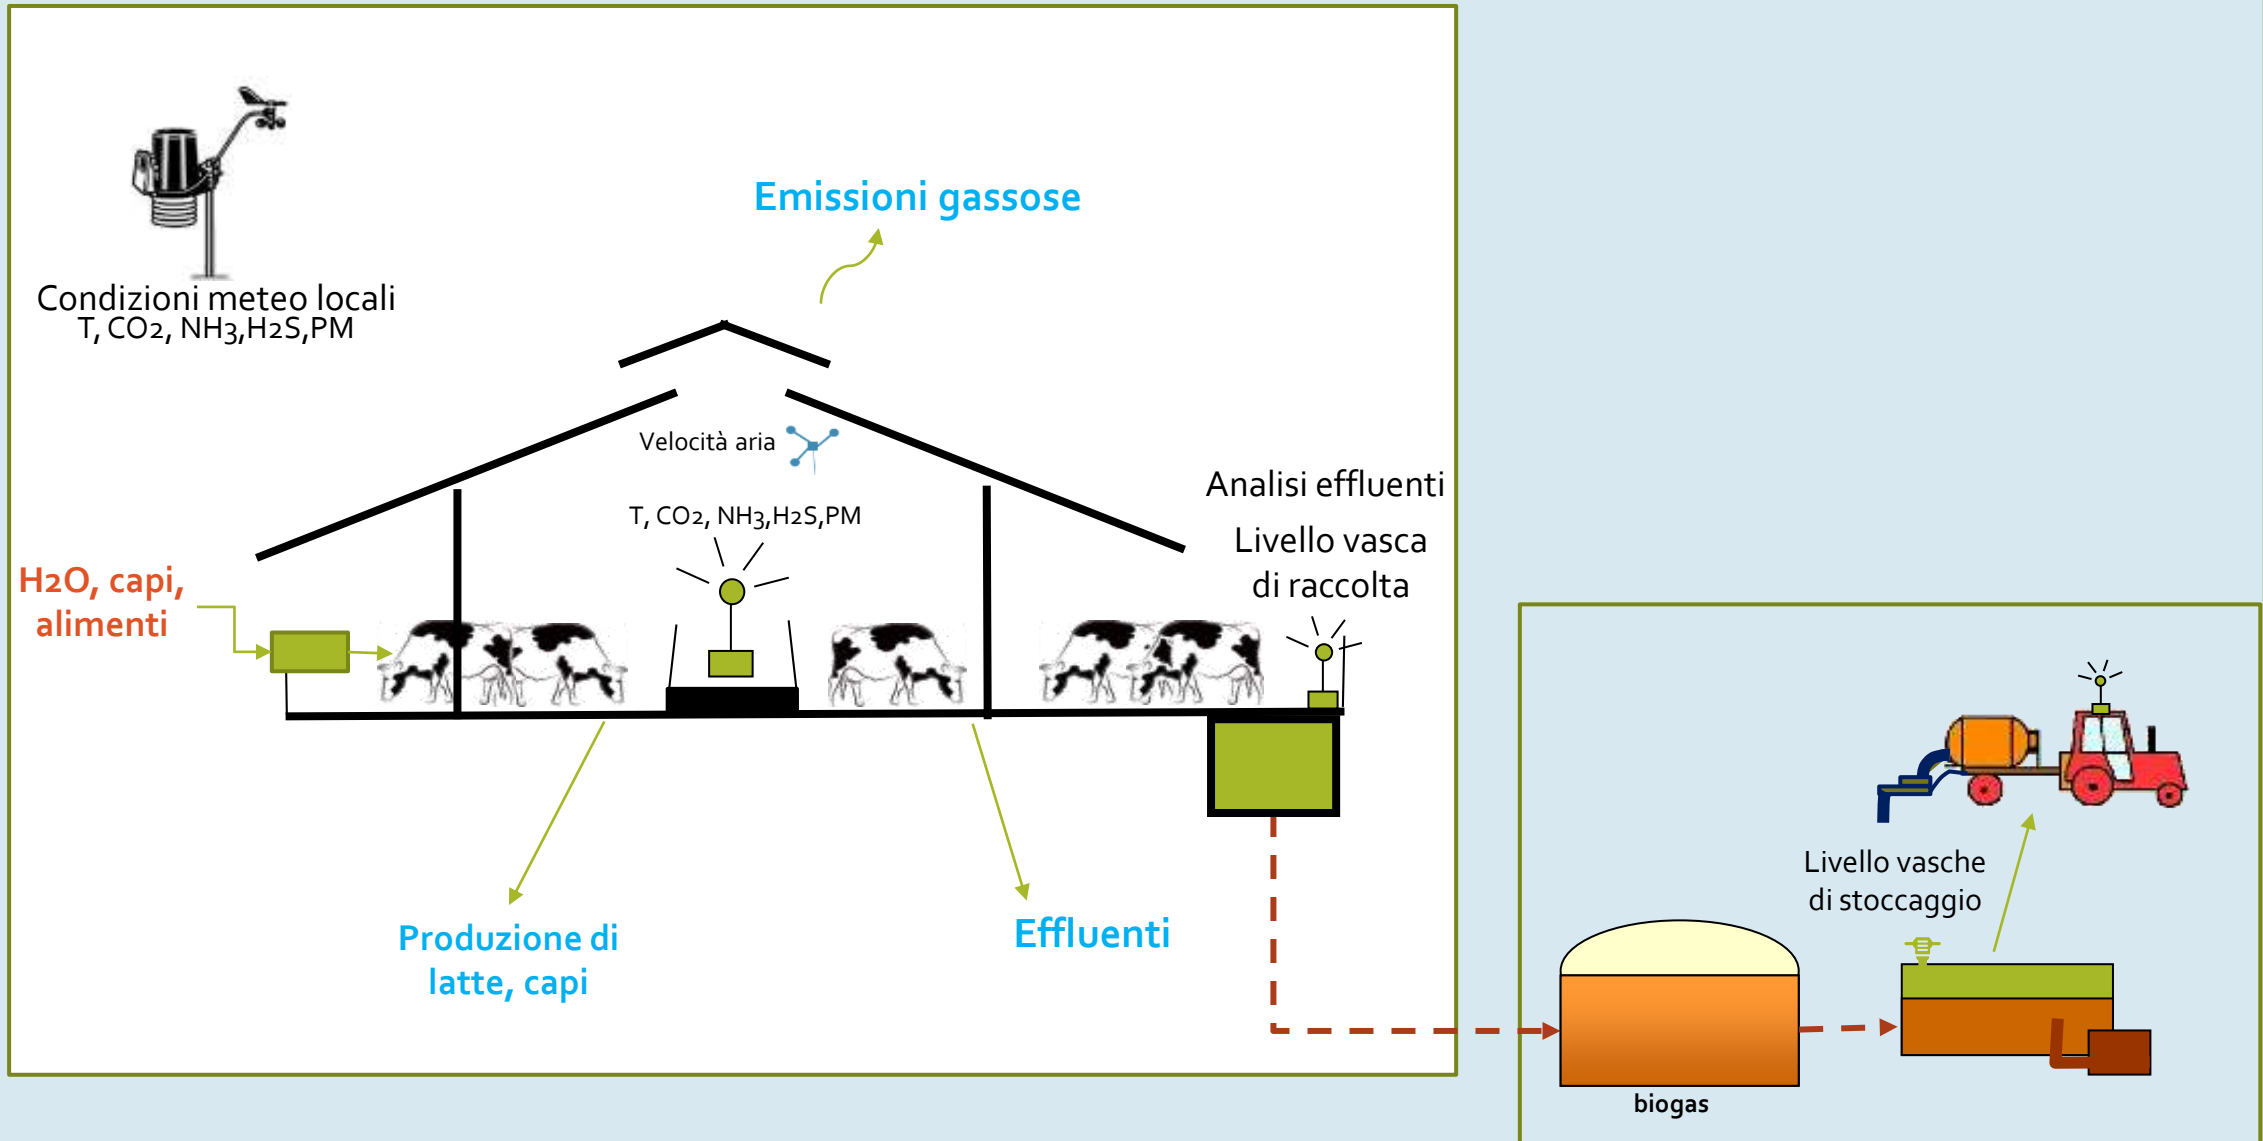 Emissioni gassose
Condizioni meteo locali
T, CO2, NH3,H2S,PM
Velocità aria
T, CO2, NH3,H2S,PM
Analisi effluenti
Livello vasca
di raccolta
H2O, capi,
alimenti
Produzione di
latte, capi
Effluenti
Livello vasche
di stoccaggio
biogas